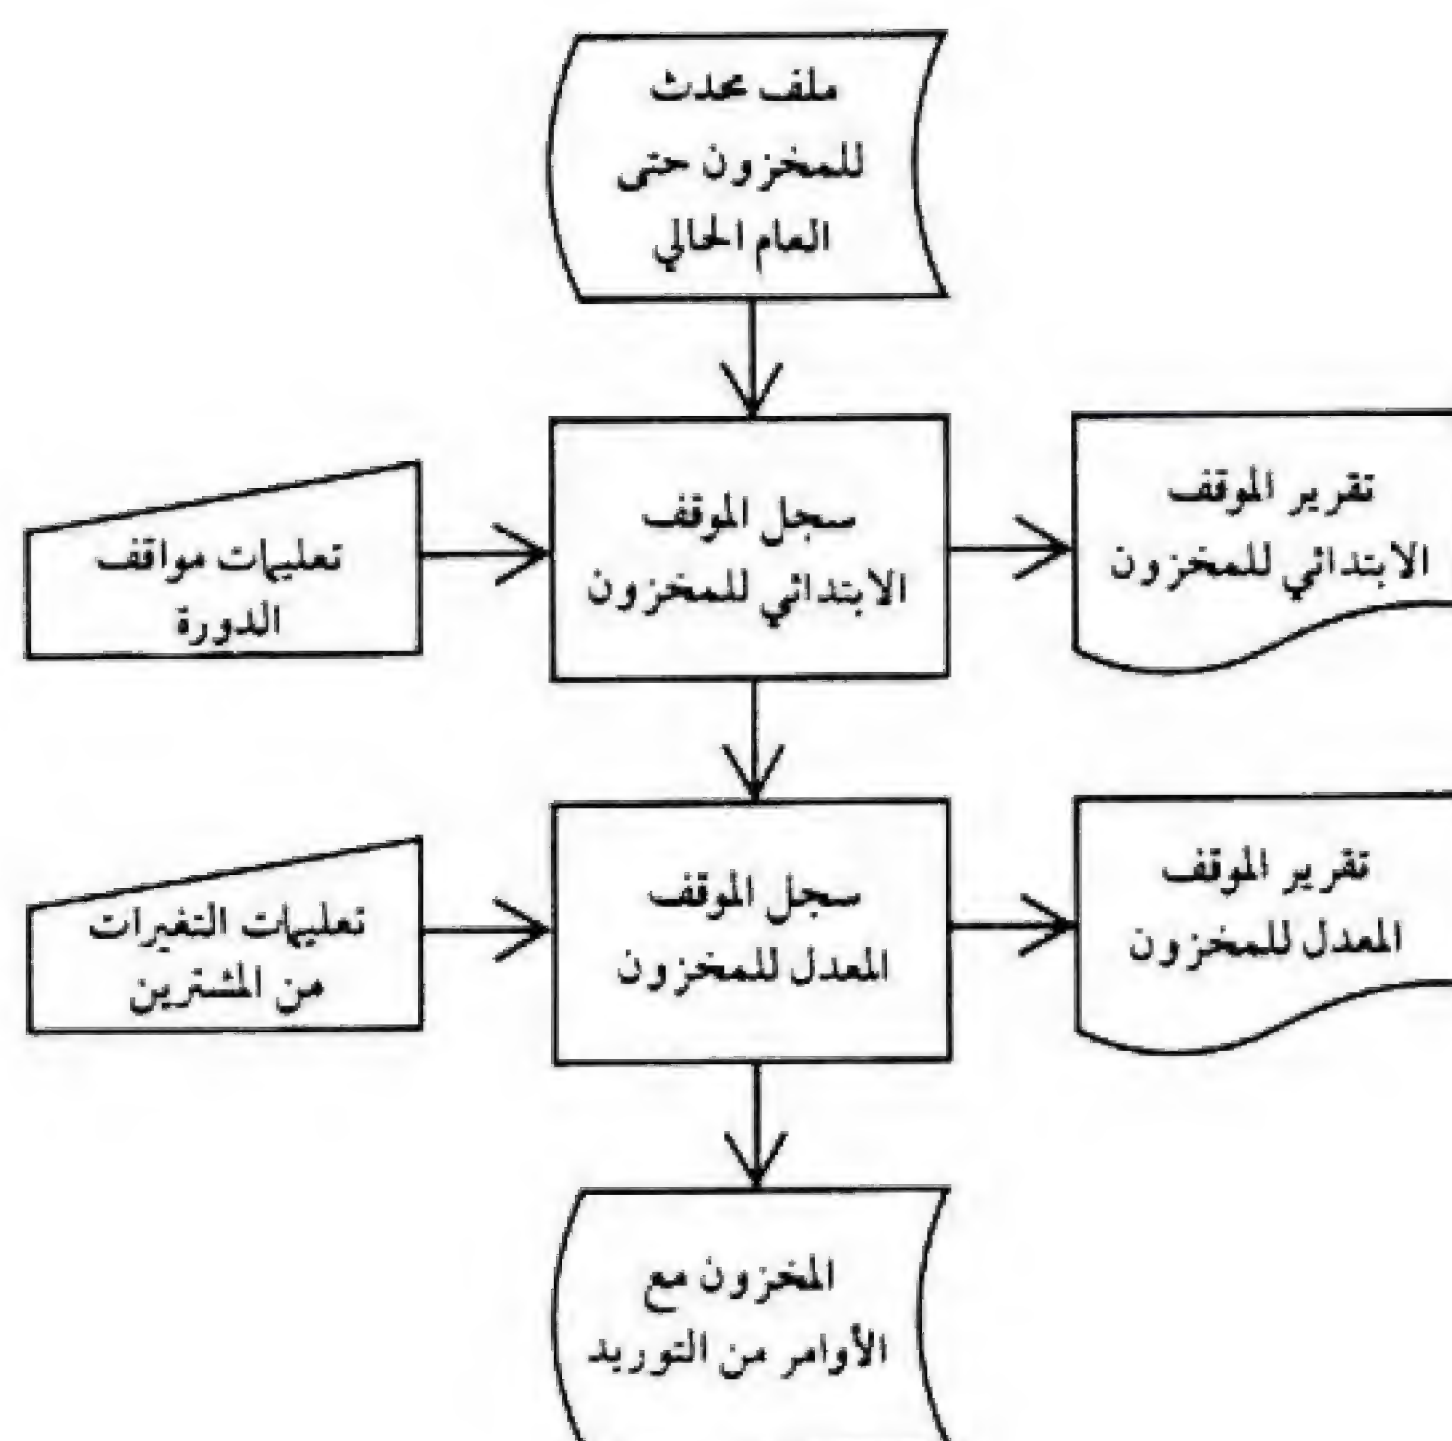 ملف محدث
للمخزون حتى
العام الحالي
تعليمات مواقف
الدورة
سجل الموقف
الابتدائي للمخزون
تقرير الموقف
الابتدائي للمخزون
تعليمات التغيرات
من المشترين
سجل الموقف
المعدل للمخزون
تقرير الموقف
المعدل للمخزون
المخزون مع
الأوامر من التوريد